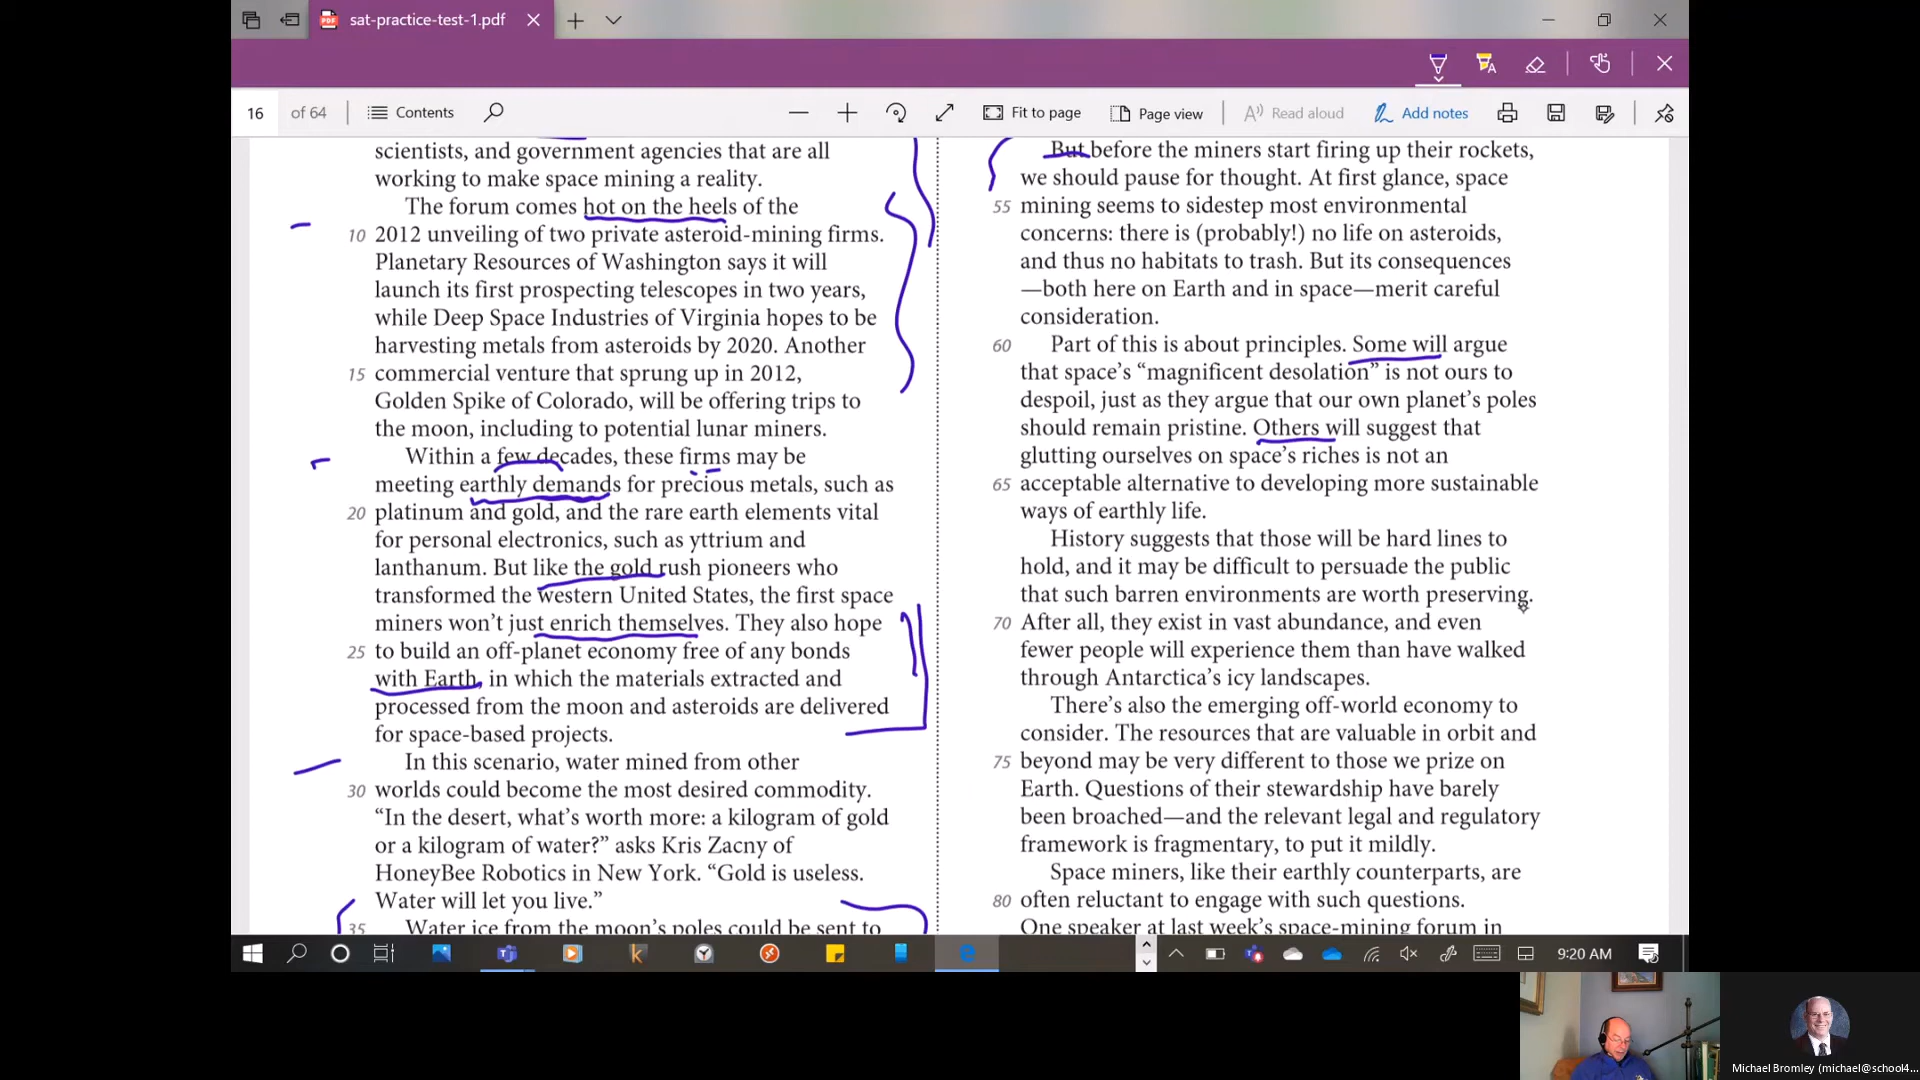 sat-practice-test-1.pdf
16 of 64 Contents Fit to page Page view Read aloud Add notes
scientists, and government agencies that are all
working to make space mining a reality.
The forum comes hot on the heels of the
10 2012 unveiling of two private asteroid-mining firms.
Planetary Resources of Washington says it will
launch its first prospecting telescopes in two years,
while Deep Space Industries of Virginia hopes to be
harvesting metals from asteroids by 2020. Another
15 commercial venture that sprung up in 2012,
Golden Spike of Colorado, will be offering trips to
the moon, including to potential lunar miners.
Within a few decades, these firms may be
meeting earthly demands for precious metals, such as
20 platinum and gold, and the rare earth elements vital
for personal electronics, such as yttrium and
lanthanum. But like the gold rush pioneers who
transformed the western United States, the first space
miners won’t just enrich themselves. They also hope
25 to build an off-planet economy free of any bonds
with Earth, in which the materials extracted and
processed from the moon and asteroids are delivered
for space-based projects.
In this scenario, water mined from other
30 worlds could become the most desired commodity.
“In the desert, what’s worth more: a kilogram of gold
or a kilogram of water?” asks Kris Zacny of
HoneyBee Robotics in New York. “Gold is useless.
Water will let you live.”
35 Water ice from the moon’s poles could be sent to
But before the miners start firing up their rockets,
we should pause for thought. At first glance, space
55 mining seems to sidestep most environmental
concerns: there is (probably!) no life on asteroids,
and thus no habitats to trash. But its consequences
—both here on Earth and in space—merit careful
consideration.
60 Part of this is about principles. Some will argue
that space’s “magnificent desolation” is not ours to
despoil, just as they argue that our own planet’s poles
should remain pristine. Others will suggest that
glutting ourselves on space’s riches is not an
65 acceptable alternative to developing more sustainable
ways of earthly life.
History suggests that those will be hard lines to
hold, and it may be difficult to persuade the public
that such barren environments are worth preserving.
70 After all, they exist in vast abundance, and even
fewer people will experience them than have walked
through Antarctica’s icy landscapes.
There’s also the emerging off-world economy to
consider. The resources that are valuable in orbit and
75 beyond may be very different to those we prize on
Earth. Questions of their stewardship have barely
been broached—and the relevant legal and regulatory
framework is fragmentary, to put it mildly.
Space miners, like their earthly counterparts, are
80 often reluctant to engage with such questions.
One speaker at last week’s space-mining forum in
9:20 AM
Michael Bromley (michael@school4...